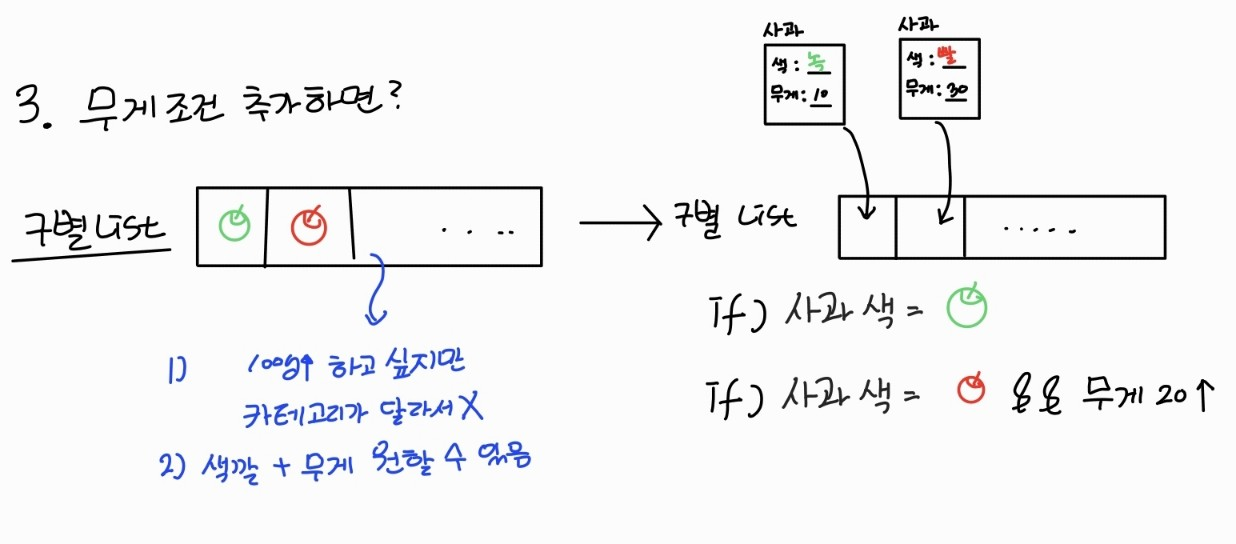 3. 무게조건 추가하면?
구별 List
· · · ··
1) 100g↑ 하고 싶지만
카테고리가 달라서 X
2) 색깔 + 무게 원할 수 있음
사과
색 : 녹
무게 : 10
사과
색 : 빨
무게 : 30
구별 List
·····
If) 사과 색 =
If) 사과 색 = && 무게 20↑